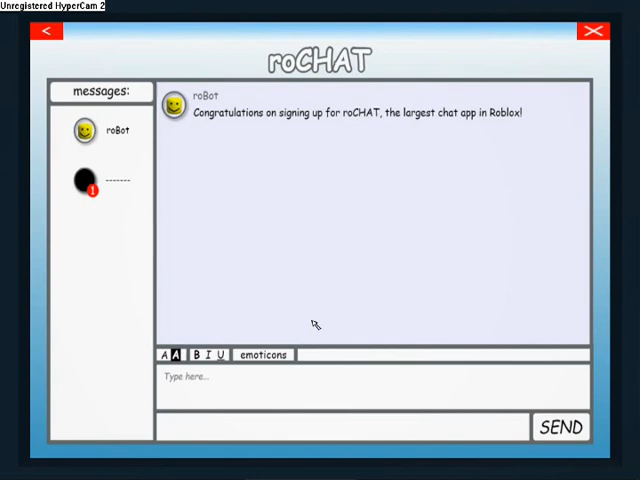 Unregistered HyperCam 2
<
roCHAT
messages:
roBot
1
-------
roBot
Congratulations on signing up for roCHAT, the largest chat app in Roblox!
A A B I U emoticons
Type here...
SEND